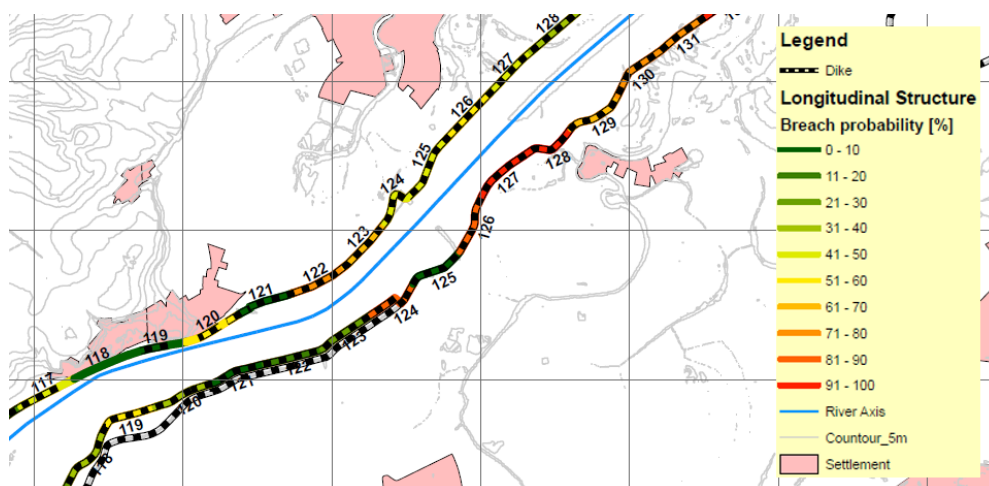 128
127
126
125
124
123
122
121
120
119
118
117
131
130
129
128
127
126
125
124
123
122
121
120
119
118
Legend
Dike
Longitudinal Structure
Breach probability [%]
0 - 10
11 - 20
21 - 30
31 - 40
41 - 50
51 - 60
61 - 70
71 - 80
81 - 90
91 - 100
River Axis
Countour_5m
Settlement